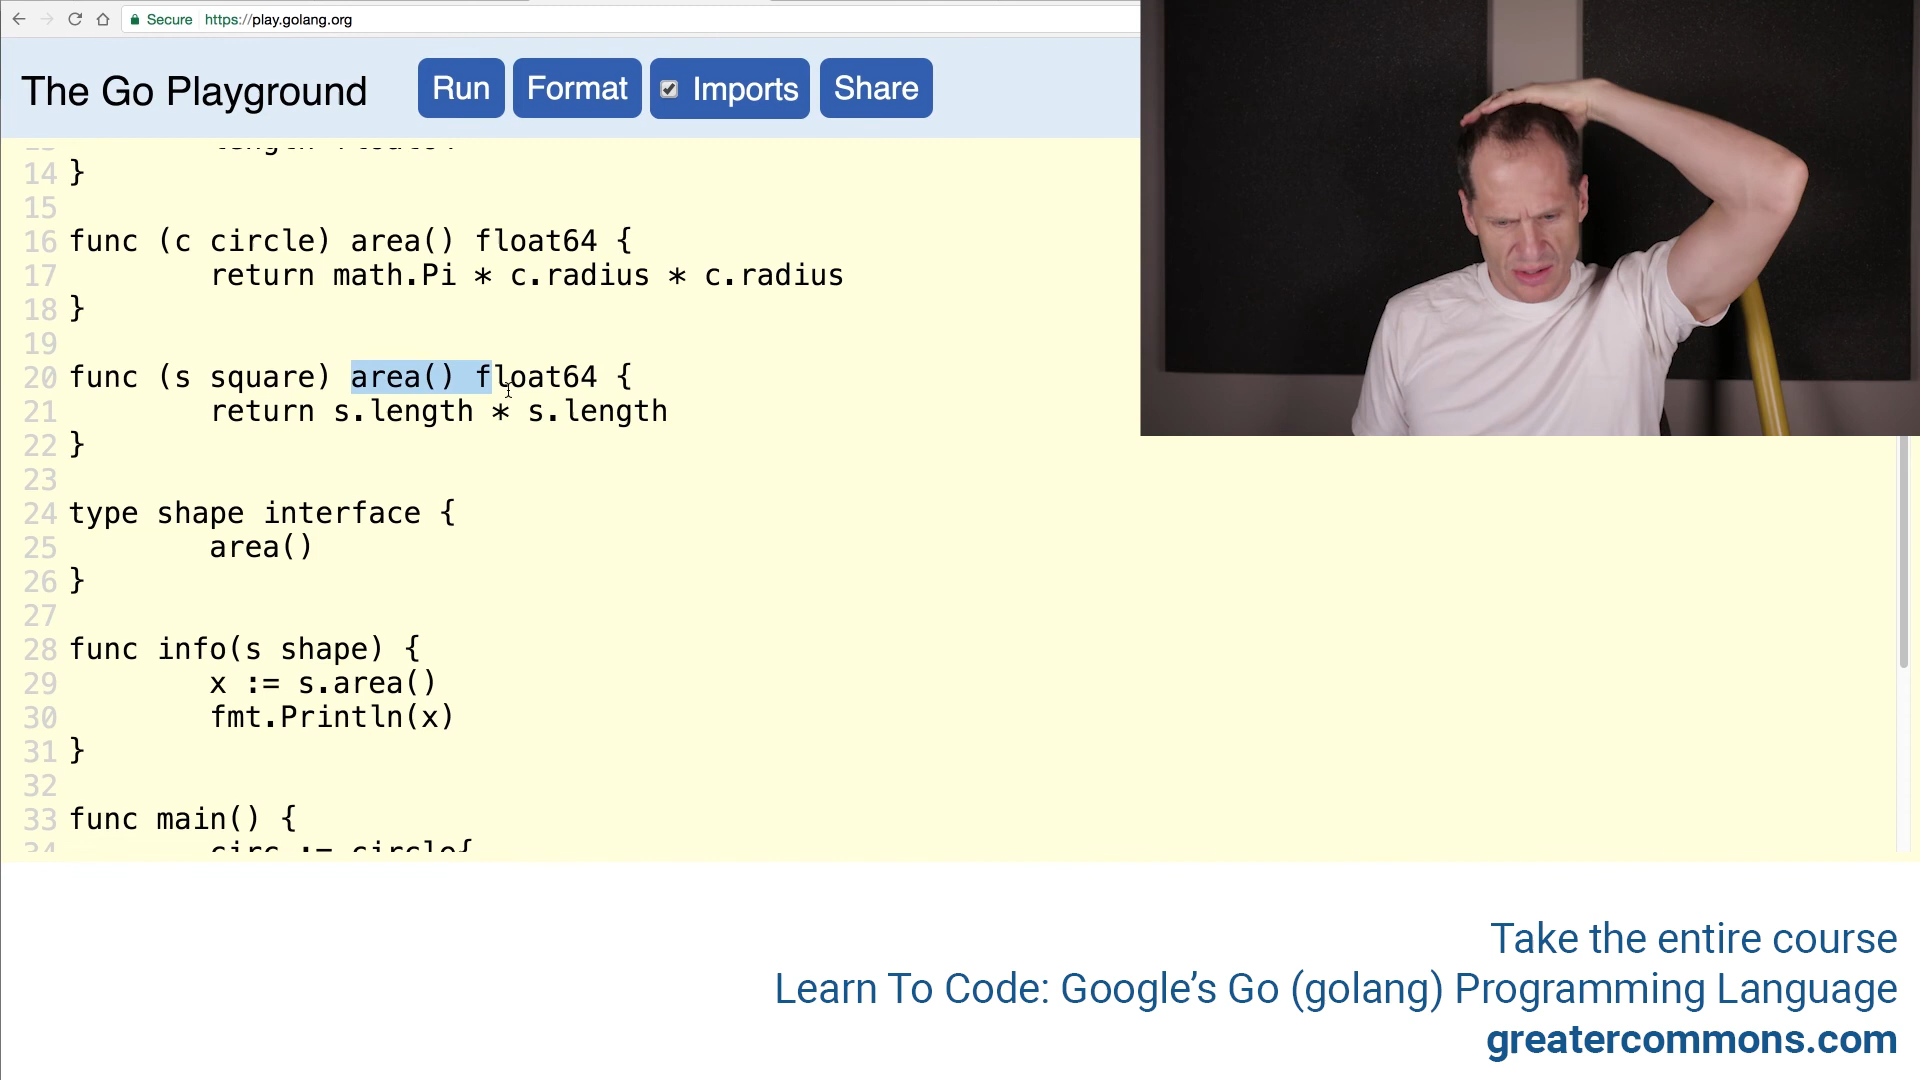 Secure https://play.golang.org
The Go Playground Run Format Imports Share
14 }
15
16 func (c circle) area() float64 {
17 return math.Pi * c.radius * c.radius
18 }
19
20 func (s square) area() float64 {
21 return s.length * s.length
22 }
23
24 type shape interface {
25 area()
26 }
27
28 func info(s shape) {
29 x := s.area()
30 fmt.Println(x)
31 }
32
33 func main() {
34 circ := circle{
Take the entire course
Learn To Code: Google’s Go (golang) Programming Language
greatercommons.com